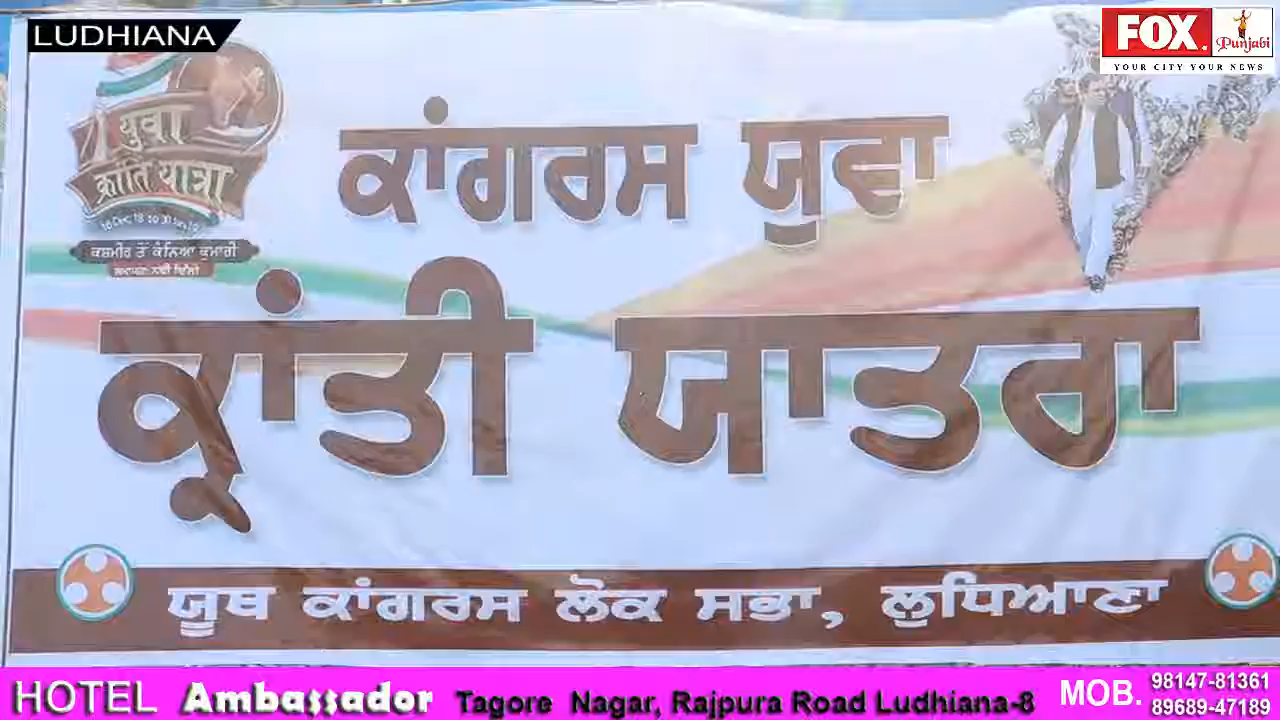 LUDHIANA
FOX. Punjabi
YOUR CITY YOUR NEWS
ਯੁਵਾ
ਕ੍ਰਾਂਤੀ ਯਾਤ੍ਰਾ
ਕਸ਼ਮੀਰ ਤੋਂ ਕੰਨਿਆ ਕੁਮਾਰੀ
ਕਾਂਗਰਸ ਯੁਵਾ
ਕ੍ਰਾਂਤੀ ਯਾਤਰਾ
ਯੂਥ ਕਾਂਗਰਸ ਲੋਕ ਸਭਾ, ਲੁਧਿਆਣਾ
HOTEL Ambassador Tagore Nagar, Rajpura Road Ludhiana-8 MOB. 98147-81361
89689-47189